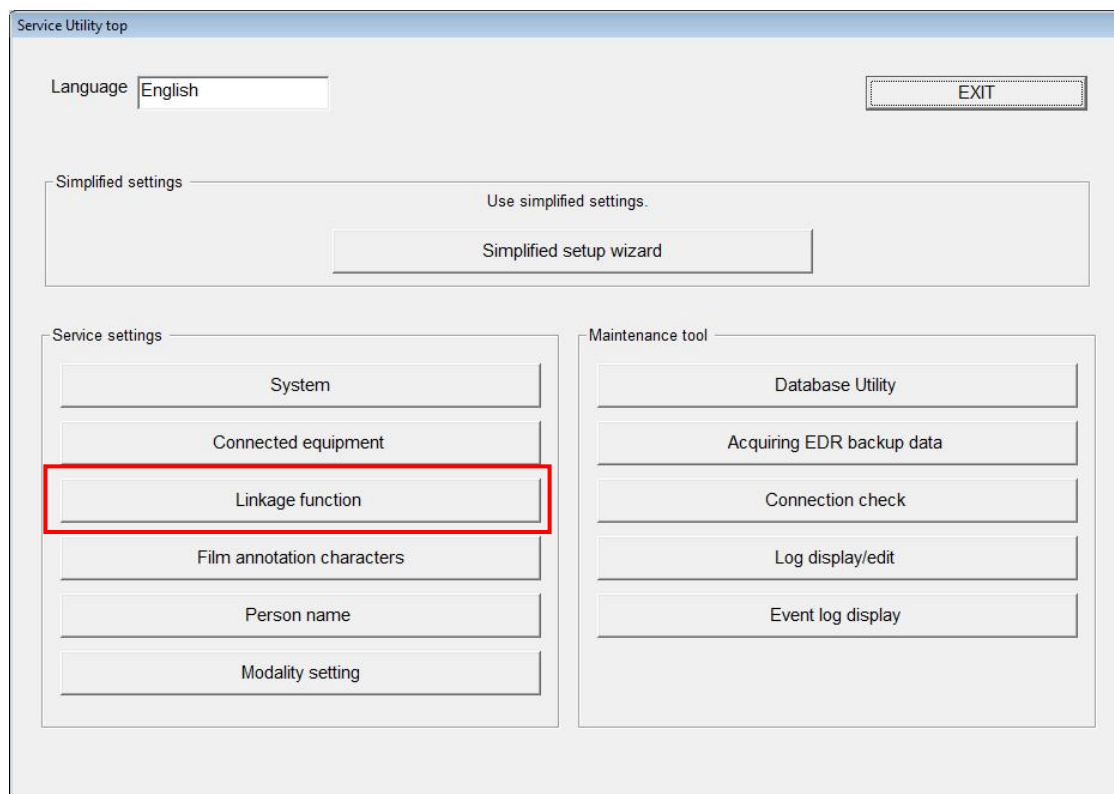 Service Utility top
Language English
EXIT
Simplified settings
Use simplified settings.
Simplified setup wizard
Service settings
System
Connected equipment
Linkage function
Film annotation characters
Person name
Modality setting
Maintenance tool
Database Utility
Acquiring EDR backup data
Connection check
Log display/edit
Event log display